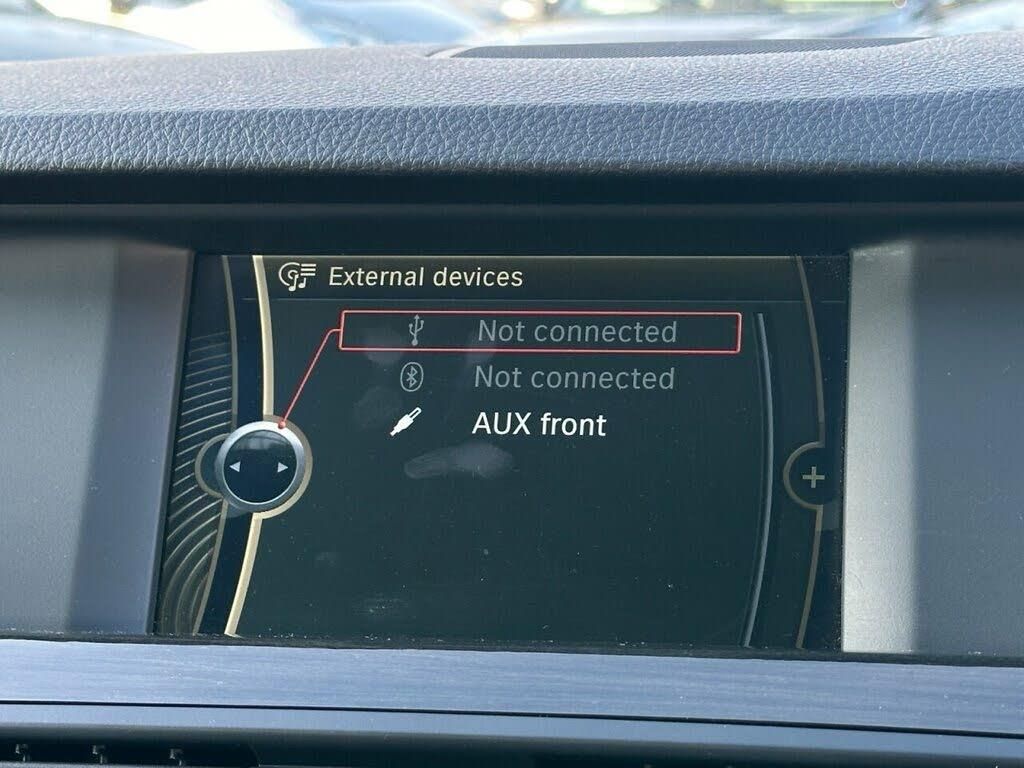 External devices
Not connected
Not connected
AUX front